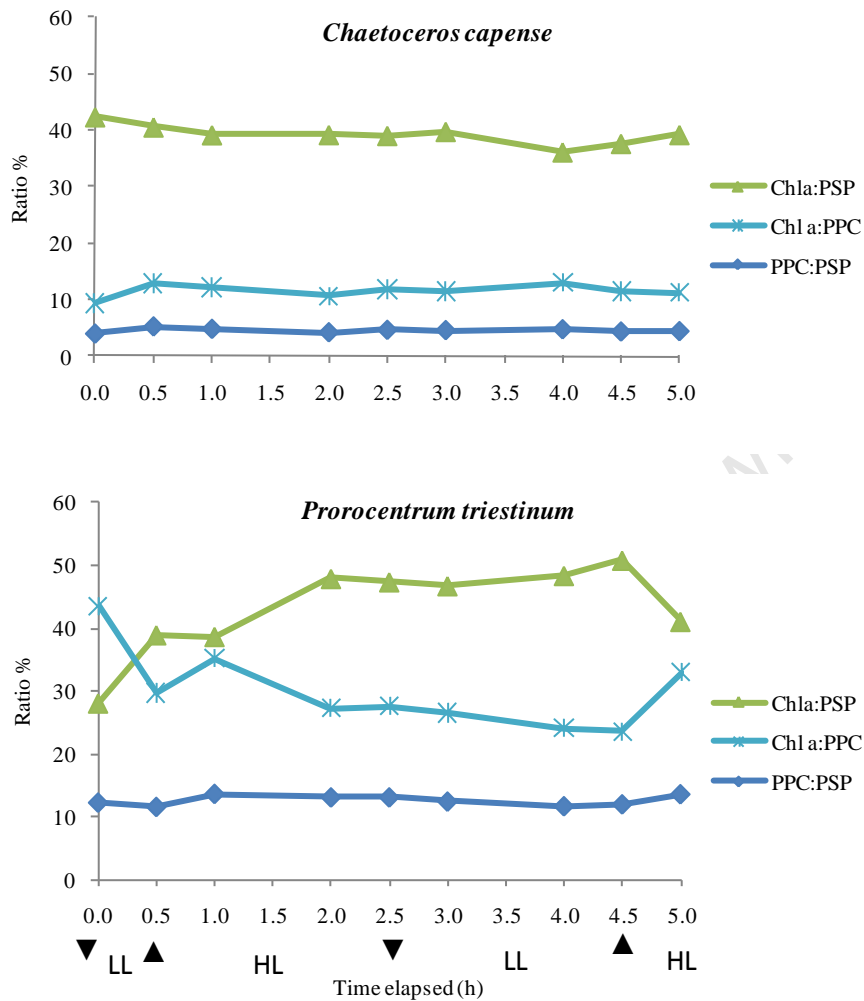 Chaetoceros capense
60
50
40
30
20
10
0
Ratio %
0.0 0.5 1.0 1.5 2.0 2.5 3.0 3.5 4.0 4.5 5.0
Chla:PSP
Chl a:PPC
PPC:PSP
Prorocentrum triestinum
60
50
40
30
20
10
0
Ratio %
0.0 0.5 1.0 1.5 2.0 2.5 3.0 3.5 4.0 4.5 5.0
Chla:PSP
Chl a:PPC
PPC:PSP
▼ LL ▲ HL ▼ LL ▲ HL
Time elapsed (h)